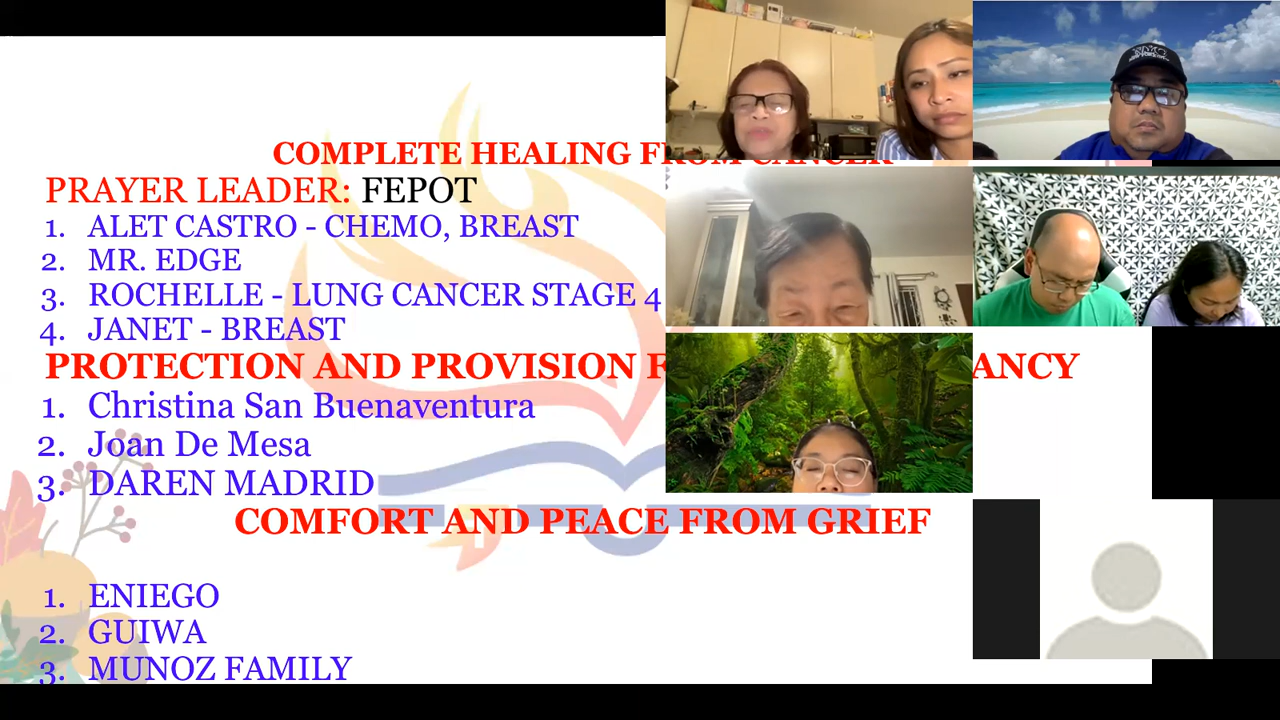 COMPLETE HEALING FROM CANCER
PRAYER LEADER: FEPOT
1. ALET CASTRO - CHEMO, BREAST
2. MR. EDGE
3. ROCHELLE - LUNG CANCER STAGE 4
4. JANET - BREAST
PROTECTION AND PROVISION F ANCY
1. Christina San Buenaventura
2. Joan De Mesa
3. DAREN MADRID
COMFORT AND PEACE FROM GRIEF
1. ENIEGO
2. GUIWA
3. MUNOZ FAMILY